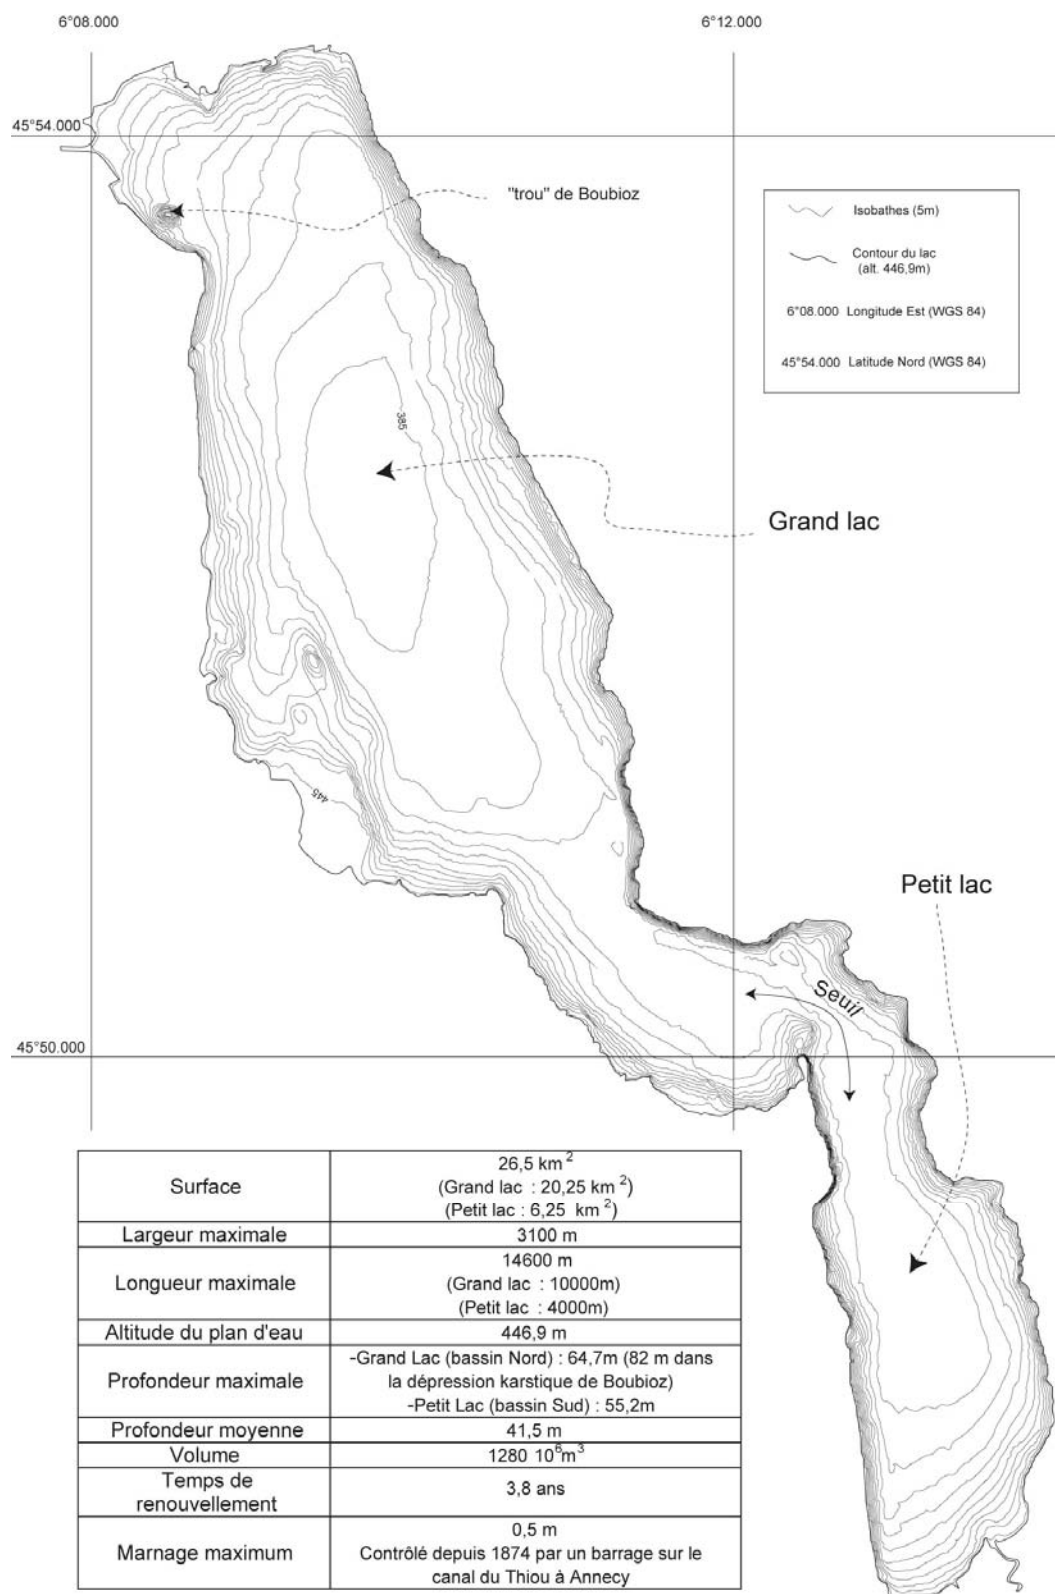 6°08.000
6°12.000
45°54.000
"trou" de Boubioz
Isobathes (5m)
Contour du lac
(alt. 446,9m)
6°08.000 Longitude Est (WGS 84)
45°54.000 Latitude Nord (WGS 84)
385
Grand lac
445
Petit lac
Seuil
45°50.000
Surface
26,5 km²
(Grand lac : 20,25 km²)
(Petit lac : 6,25 km²)
Largeur maximale
3100 m
Longueur maximale
14600 m
(Grand lac : 10000m)
(Petit lac : 4000m)
Altitude du plan d'eau
446,9 m
Profondeur maximale
-Grand Lac (bassin Nord) : 64,7m (82 m dans
la dépression karstique de Boubioz)
-Petit Lac (bassin Sud) : 55,2m
Profondeur moyenne
41,5 m
Volume
1280 10⁶m³
Temps de
renouvellement
3,8 ans
Marnage maximum
0,5 m
Contrôlé depuis 1874 par un barrage sur le
canal du Thiou à Annecy